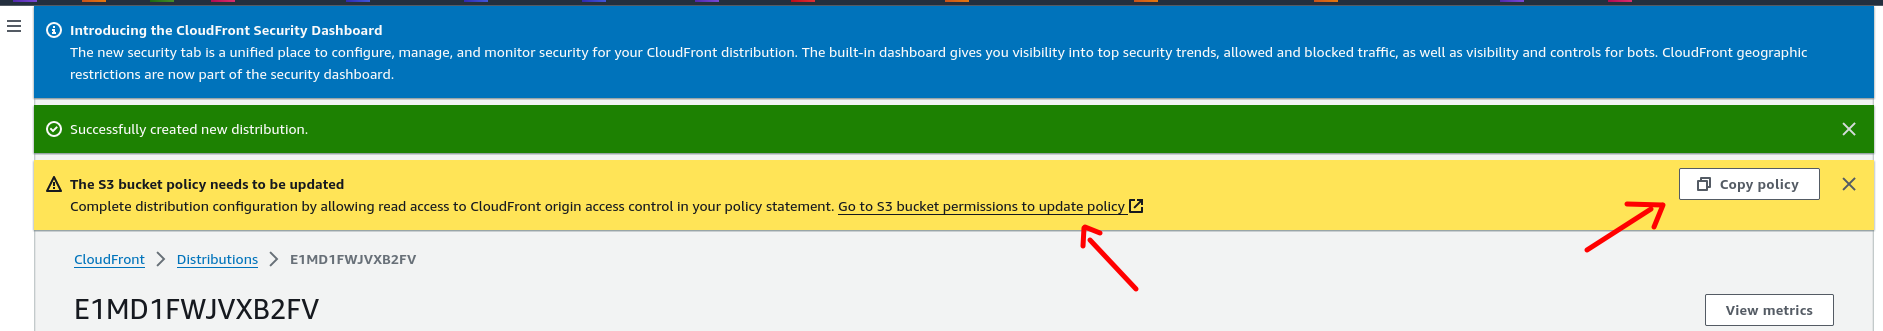 Introducing the CloudFront Security Dashboard
The new security tab is a unified place to configure, manage, and monitor security for your CloudFront distribution. The built-in dashboard gives you visibility into top security trends, allowed and blocked traffic, as well as visibility and controls for bots. CloudFront geographic
restrictions are now part of the security dashboard.
Successfully created new distribution.
The S3 bucket policy needs to be updated
Copy policy
Complete distribution configuration by allowing read access to CloudFront origin access control in your policy statement. Go to S3 bucket permissions to update policy
CloudFront
Distributions
E1MD1FWJVXB2FV
E1MD1FWJVXB2FV
View metrics